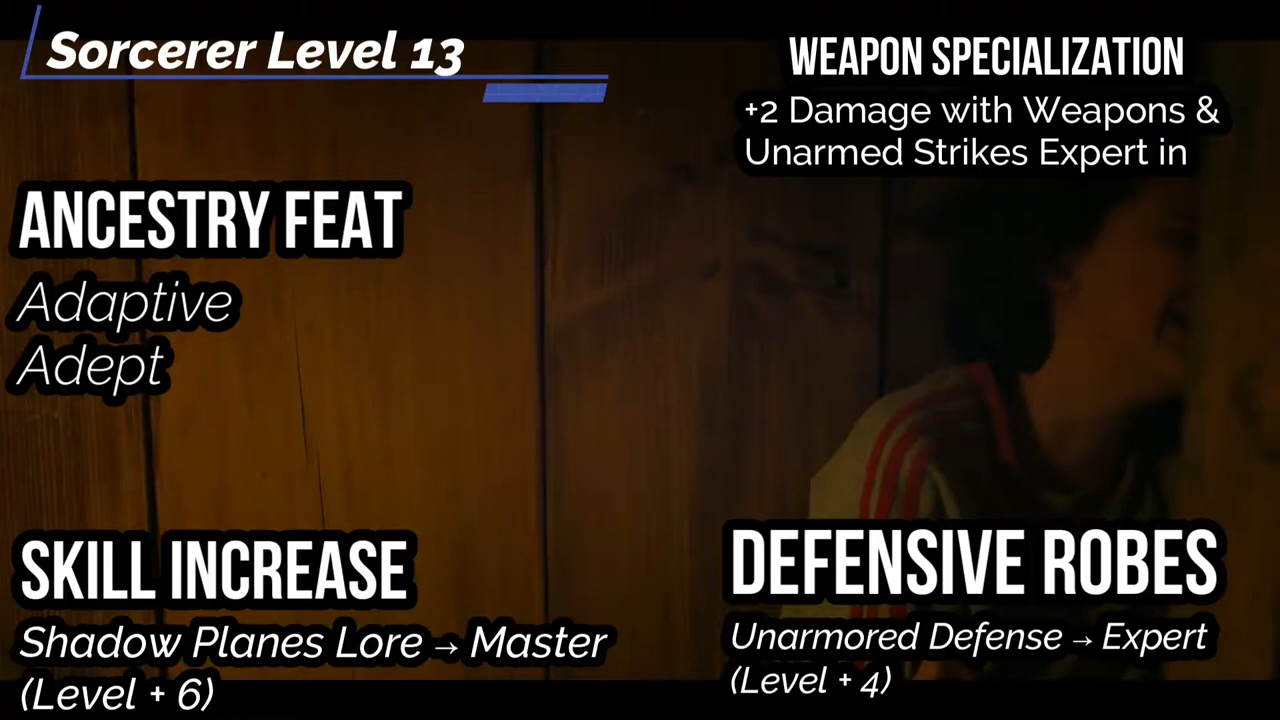 Sorcerer Level 13
WEAPON SPECIALIZATION
+2 Damage with Weapons &
Unarmed Strikes Expert in
ANCESTRY FEAT
Adaptive
Adept
SKILL INCREASE
Shadow Planes Lore → Master
(Level + 6)
DEFENSIVE ROBES
Unarmored Defense → Expert
(Level + 4)